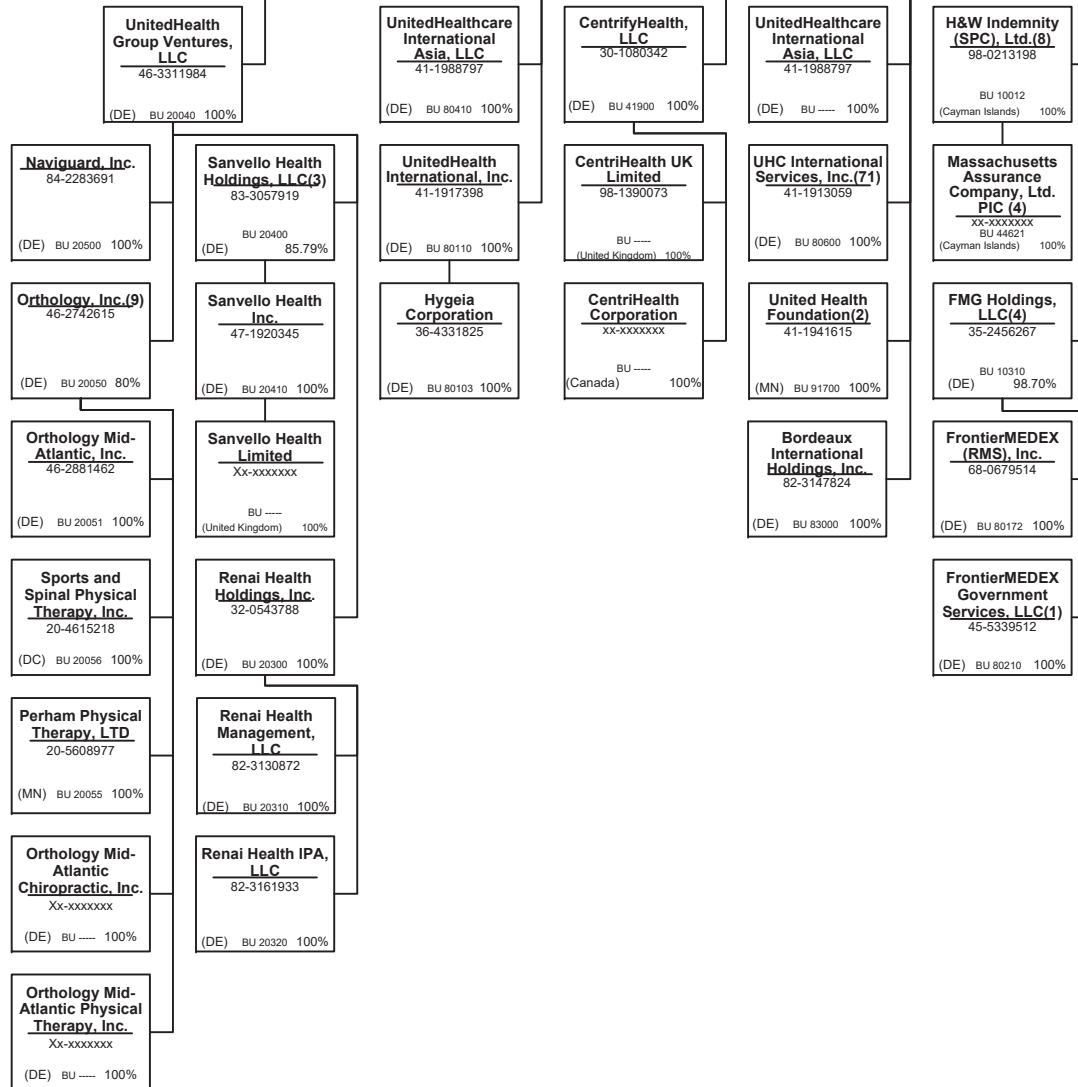 UnitedHealth
Group Ventures,
LLC
46-3311984
(DE) BU 20040 100%
Naviguard, Inc.
84-2283691
(DE) BU 20500 100%
Orthology, Inc.(9)
46-2742615
(DE) BU 20050 80%
Orthology Mid-
Atlantic, Inc.
46-2881462
(DE) BU 20051 100%
Sports and
Spinal Physical
Therapy, Inc.
20-4615218
(DC) BU 20056 100%
Perham Physical
Therapy, LTD
20-5608977
(MN) BU 20055 100%
Orthology Mid-
Atlantic
Chiropractic, Inc.
Xx-xxxxxxx
(DE) BU ----- 100%
Orthology Mid-
Atlantic Physical
Therapy, Inc.
Xx-xxxxxxx
(DE) BU ----- 100%
Sanvello Health
Holdings, LLC(3)
83-3057919
BU 20400
(DE) 85.79%
Sanvello Health
Inc.
47-1920345
(DE) BU 20410 100%
Sanvello Health
Limited
Xx-xxxxxxx
BU -----
(United Kingdom) 100%
Renai Health
Holdings, Inc.
32-0543788
(DE) BU 20300 100%
Renai Health
Management,
LLC
82-3130872
(DE) BU 20310 100%
Renai Health IPA,
LLC
82-3161933
(DE) BU 20320 100%
UnitedHealthcare
International
Asia, LLC
41-1988797
(DE) BU 80410 100%
UnitedHealth
International, Inc.
41-1917398
(DE) BU 80110 100%
Hygeia
Corporation
36-4331825
(DE) BU 80103 100%
CentrifyHealth,
LLC
30-1080342
(DE) BU 41900 100%
CentriHealth UK
Limited
98-1390073
BU -----
(United Kingdom) 100%
CentriHealth
Corporation
xx-xxxxxxx
BU -----
(Canada) 100%
UnitedHealthcare
International
Asia, LLC
41-1988797
(DE) BU ----- 100%
UHC International
Services, Inc.(71)
41-1913059
(DE) BU 80600 100%
United Health
Foundation(2)
41-1941615
(MN) BU 91700 100%
Bordeaux
International
Holdings, Inc.
82-3147824
(DE) BU 83000 100%
H&W Indemnity
(SPC), Ltd.(8)
98-0213198
BU 10012
(Cayman Islands) 100%
Massachusetts
Assurance
Company, Ltd.
PIC (4)
xx-xxxxxxx
BU 44621
(Cayman Islands) 100%
FMG Holdings,
LLC(4)
35-2456267
BU 10310
(DE) 98.70%
FrontierMEDEX
(RMS), Inc.
68-0679514
(DE) BU 80172 100%
FrontierMEDEX
Government
Services, LLC(1)
45-5339512
(DE) BU 80210 100%